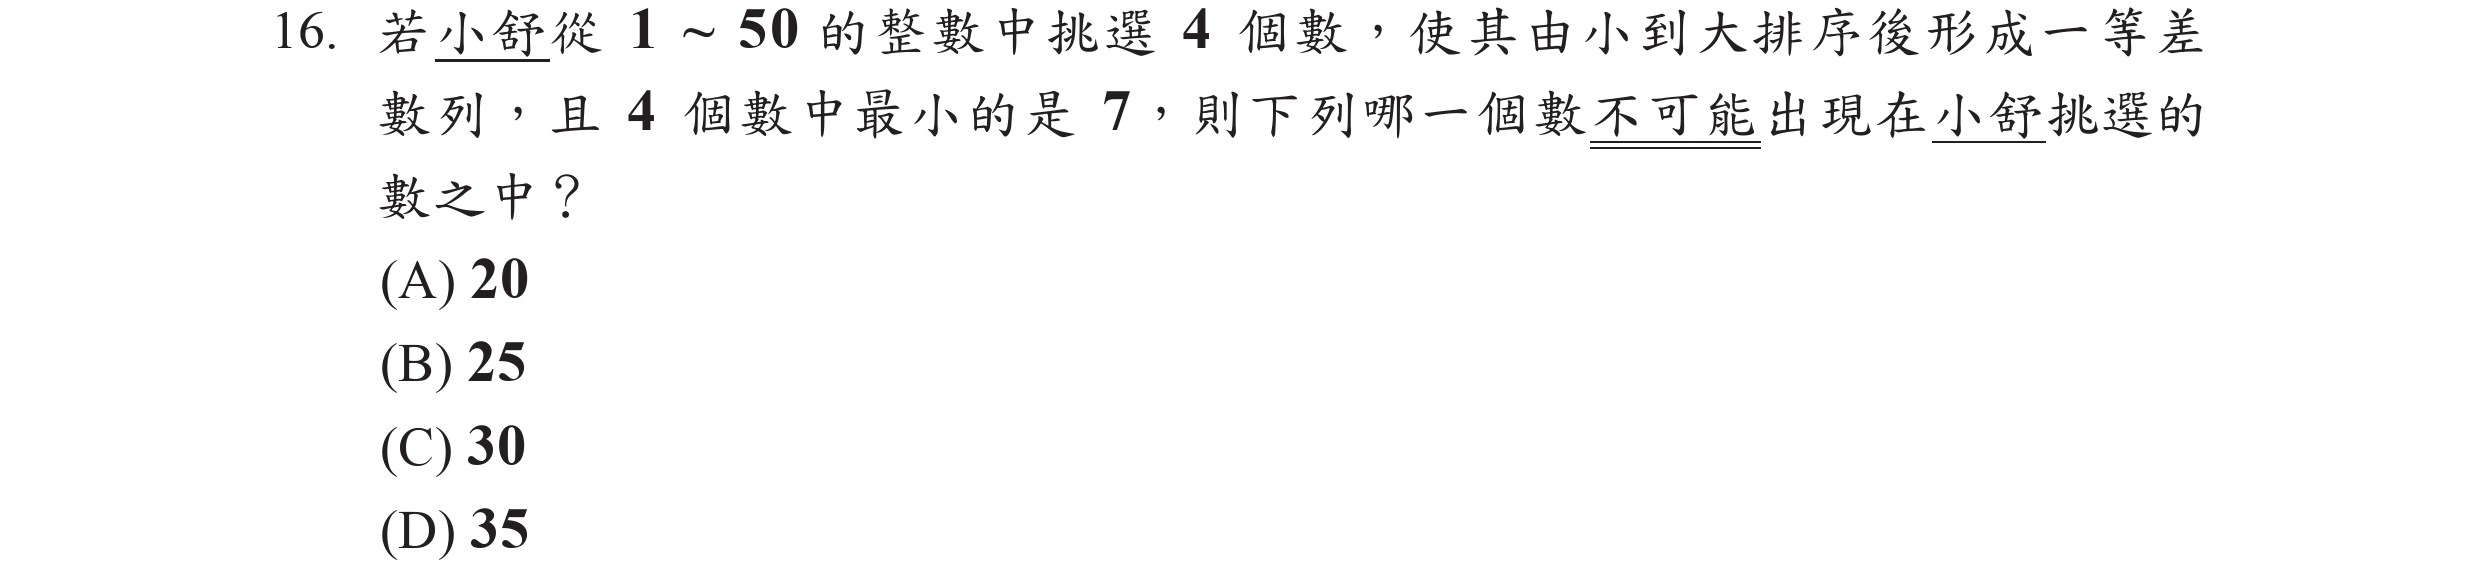 16. 若小舒從 1 ~ 50 的整數中挑選 4 個數，使其由小到大排序後形成一等差
數列，且 4 個數中最小的是 7，則下列哪一個數不可能出現在小舒挑選的
數之中？
(A) 20
(B) 25
(C) 30
(D) 35